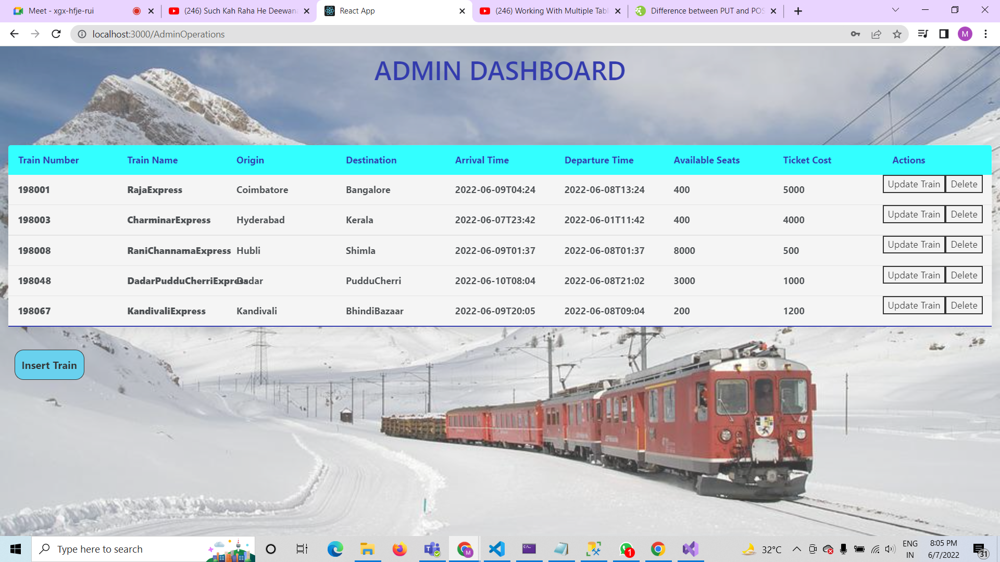 Meet - xgx-hfje-rui
(246) Such Kah Raha He Deewana
React App
(246) Working With Multiple Tabl
Difference between PUT and POS
localhost:3000/AdminOperations
M
ADMIN DASHBOARD
Train Number Train Name Origin Destination Arrival Time Departure Time Available Seats Ticket Cost Actions
198001 RajaExpress Coimbatore Bangalore 2022-06-09T04:24 2022-06-08T13:24 400 5000 Update Train Delete
198003 CharminarExpress Hyderabad Kerala 2022-06-07T23:42 2022-06-01T11:42 400 4000 Update Train Delete
198008 RaniChannamaExpress Hubli Shimla 2022-06-09T01:37 2022-06-08T01:37 8000 500 Update Train Delete
198048 DadarPudduCherriExpress Dadar PudduCherri 2022-06-10T08:04 2022-06-08T21:02 3000 1000 Update Train Delete
198067 KandivaliExpress Kandivali BhindiBazaar 2022-06-09T20:05 2022-06-08T09:04 200 1200 Update Train Delete
Insert Train
47
Type here to search
1
32°C
ENG
IN
8:05 PM
6/7/2022
31